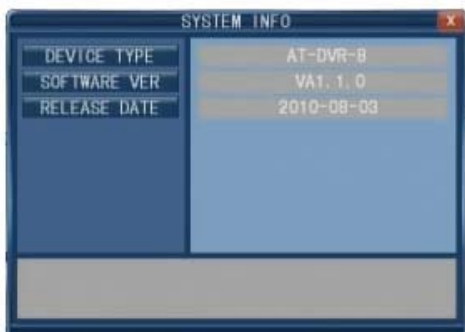 SYSTEM INFO X
DEVICE TYPE AT-DVR-8
SOFTWARE VER VA1.1.0
RELEASE DATE 2010-08-03